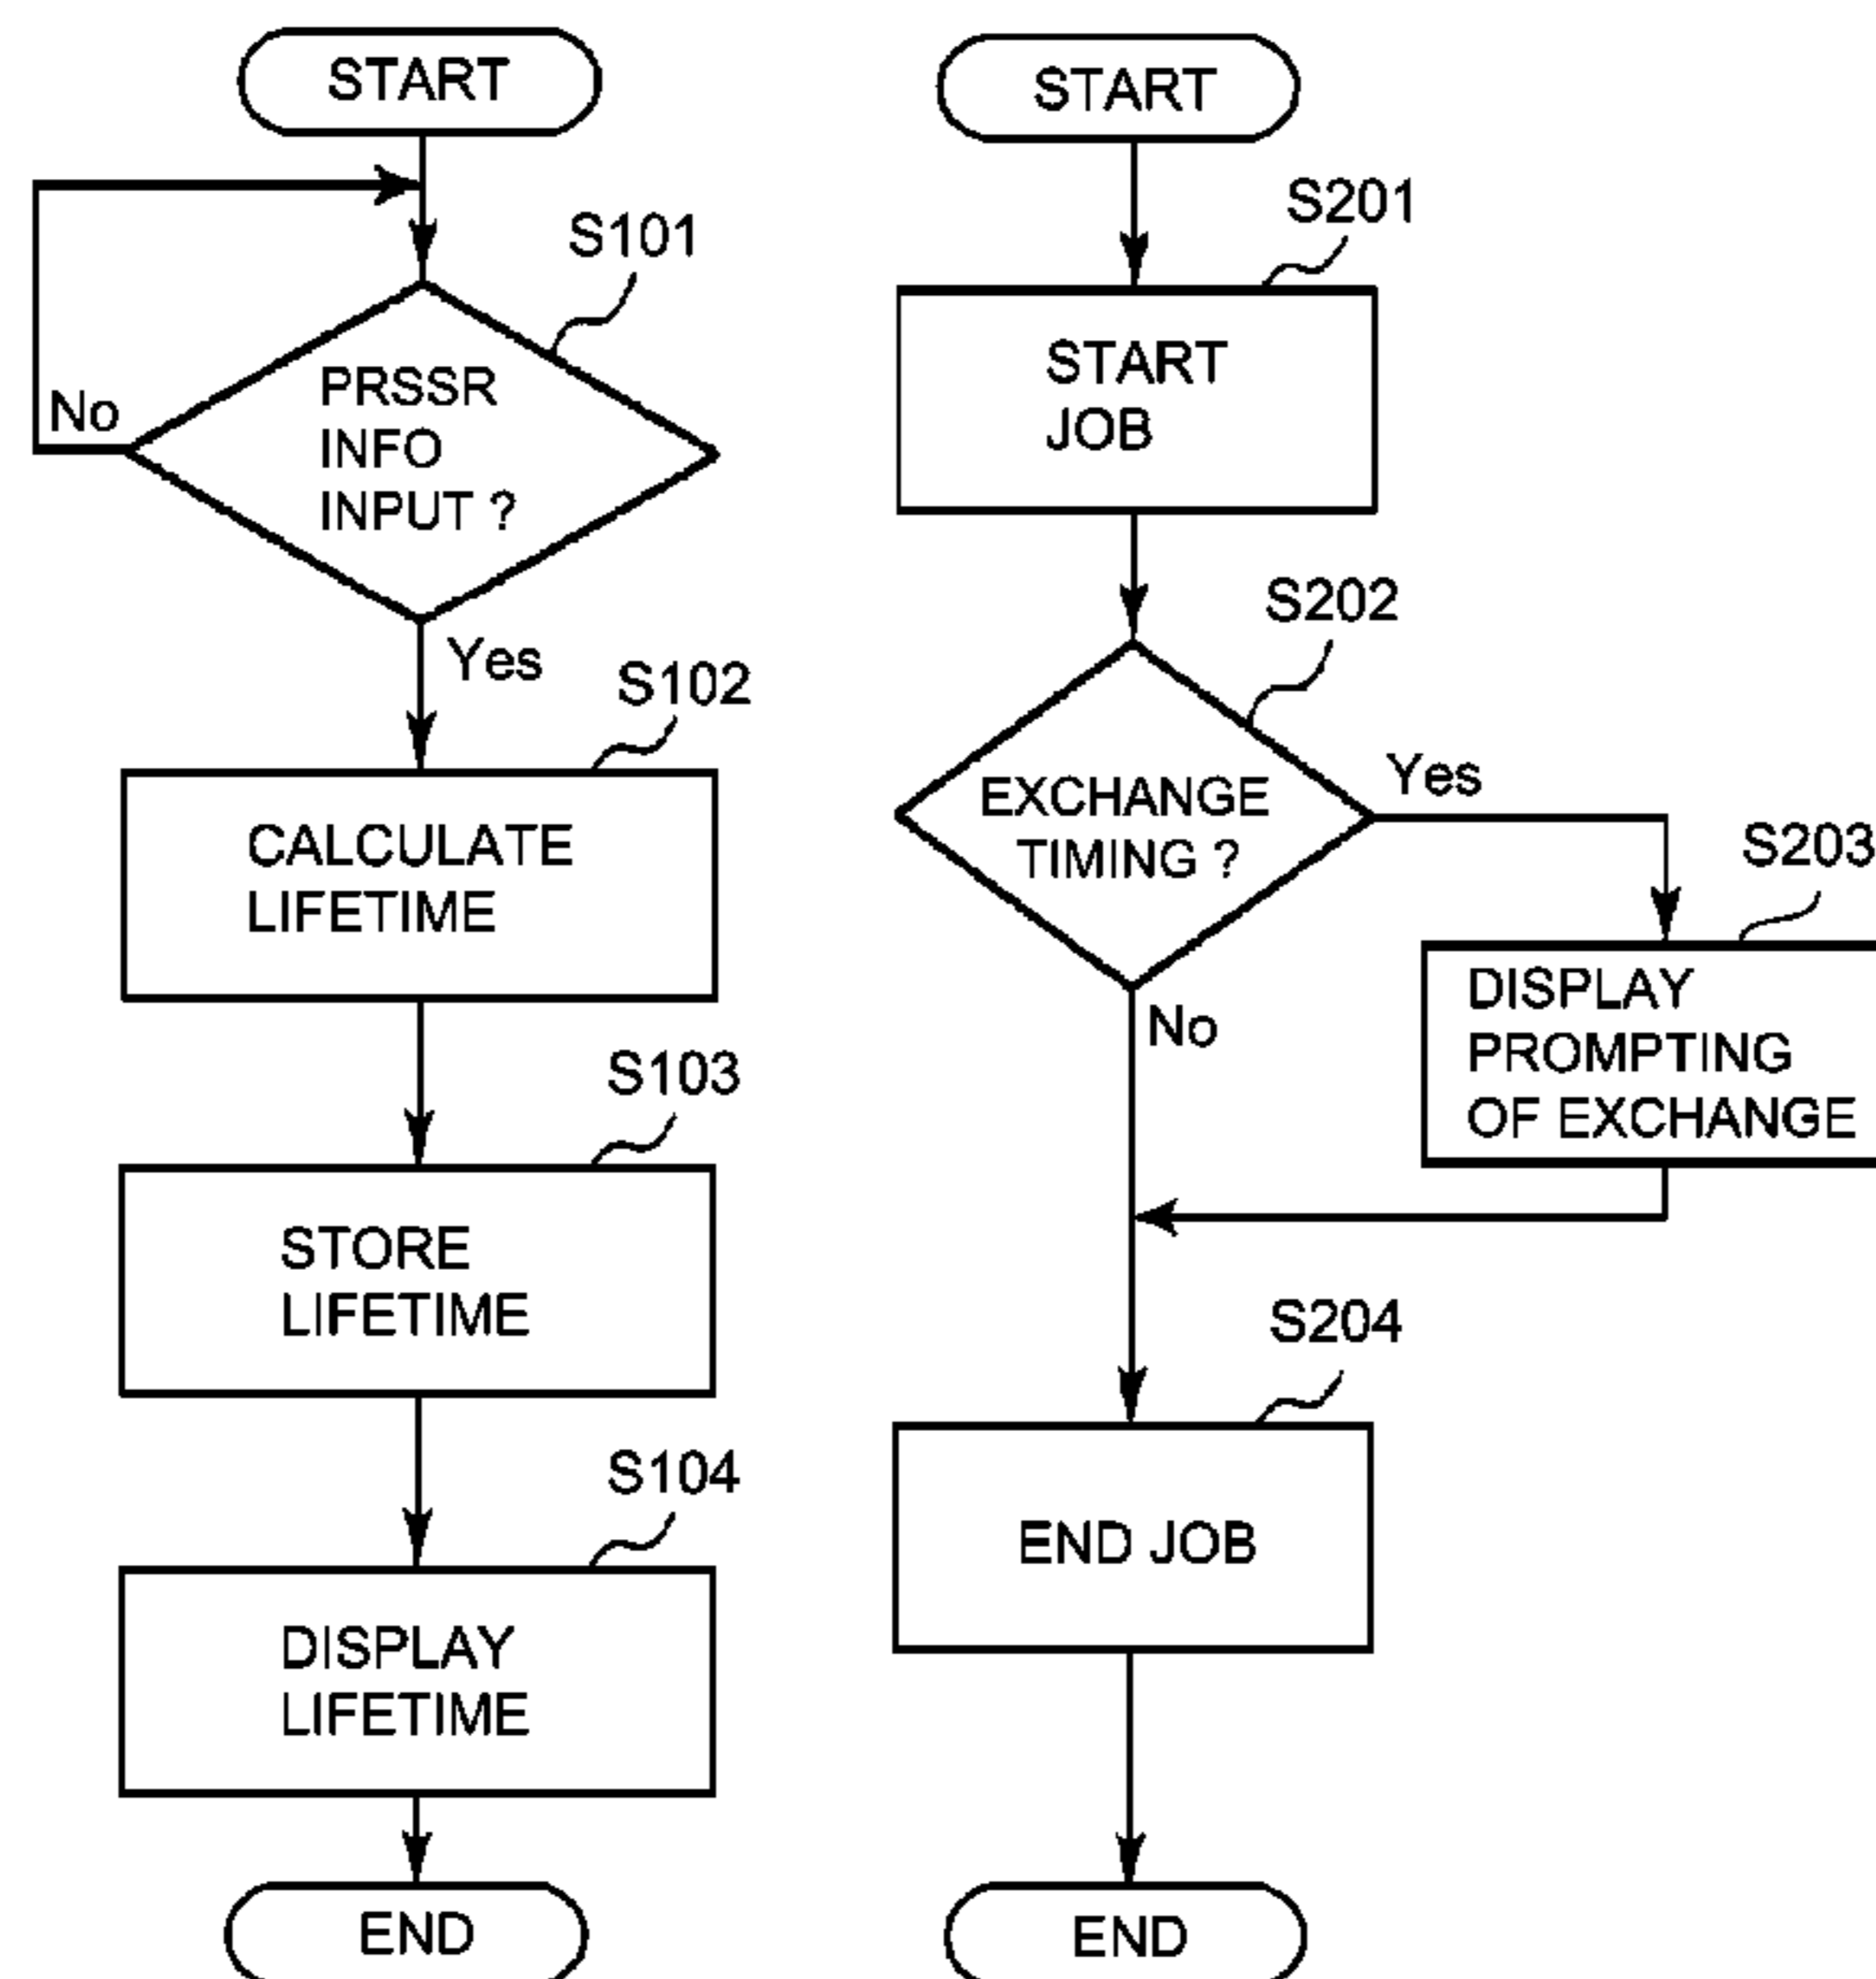 START
S101
PRSSR
INFO
INPUT ?
No
Yes
S102
CALCULATE
LIFETIME
S103
STORE
LIFETIME
S104
DISPLAY
LIFETIME
END
START
S201
START
JOB
S202
EXCHANGE
TIMING ?
Yes
No
S203
DISPLAY
PROMPTING
OF EXCHANGE
S204
END JOB
END